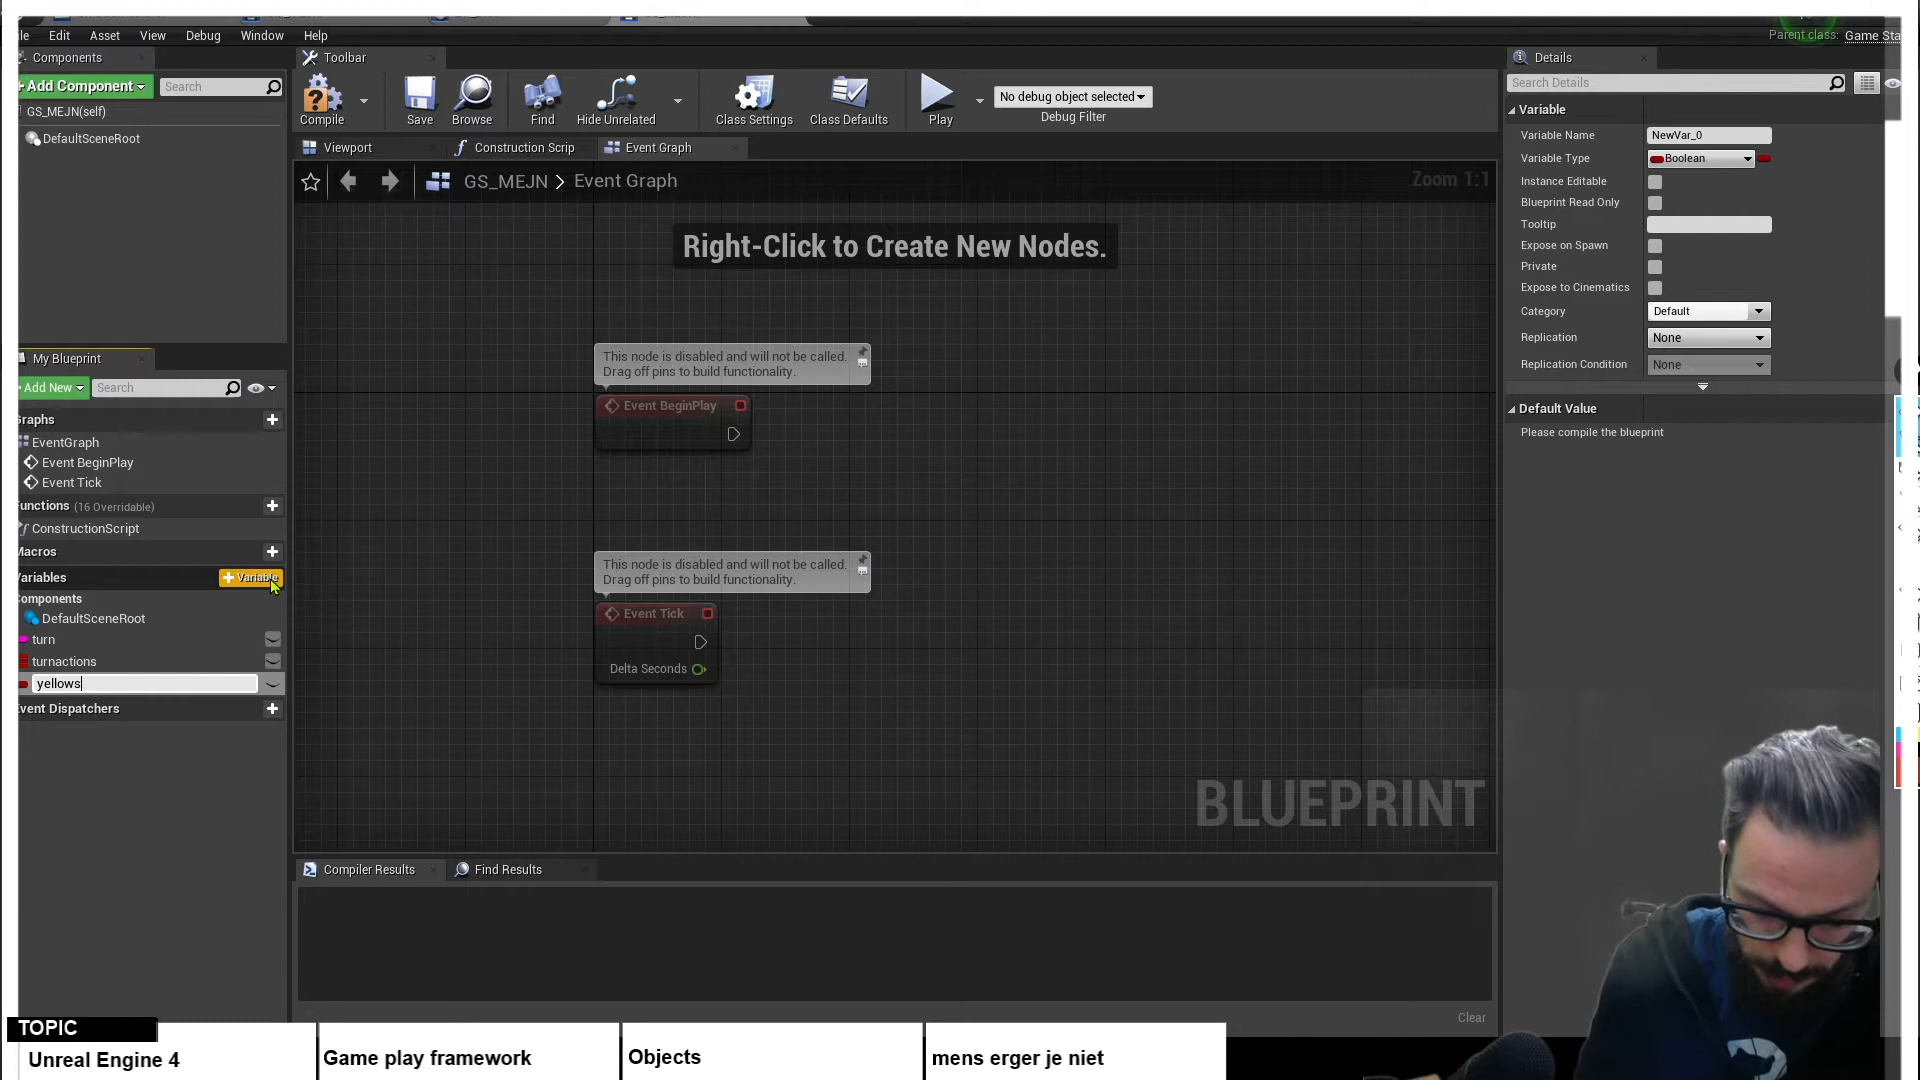 Edit Asset View Debug Window Help
Parent class: Game Sta
Components
Toolbar
Details
Add Component
Search
Search Details
GS_MEJN(self)
DefaultSceneRoot
Compile
Save
Browse
Find
Hide Unrelated
Class Settings
Class Defaults
Play
No debug object selected
Debug Filter
Viewport
Construction Scrip
Event Graph
GS_MEJN > Event Graph
Zoom 1:1
Right-Click to Create New Nodes.
Variable
Variable Name
NewVar_0
Variable Type
Boolean
Instance Editable
Blueprint Read Only
Tooltip
Expose on Spawn
Private
Expose to Cinematics
Category
Default
Replication
None
Replication Condition
None
Default Value
Please compile the blueprint
My Blueprint
Add New
Search
Graphs
EventGraph
Event BeginPlay
Event Tick
Functions (16 Overridable)
ConstructionScript
Macros
Variables
+ Variable
Components
DefaultSceneRoot
turn
turnactions
yellows
Event Dispatchers
This node is disabled and will not be called.
Drag off pins to build functionality.
Event BeginPlay
This node is disabled and will not be called.
Drag off pins to build functionality.
Event Tick
Delta Seconds
BLUEPRINT
Compiler Results
Find Results
Clear
TOPIC
Unreal Engine 4
Game play framework
Objects
mens erger je niet